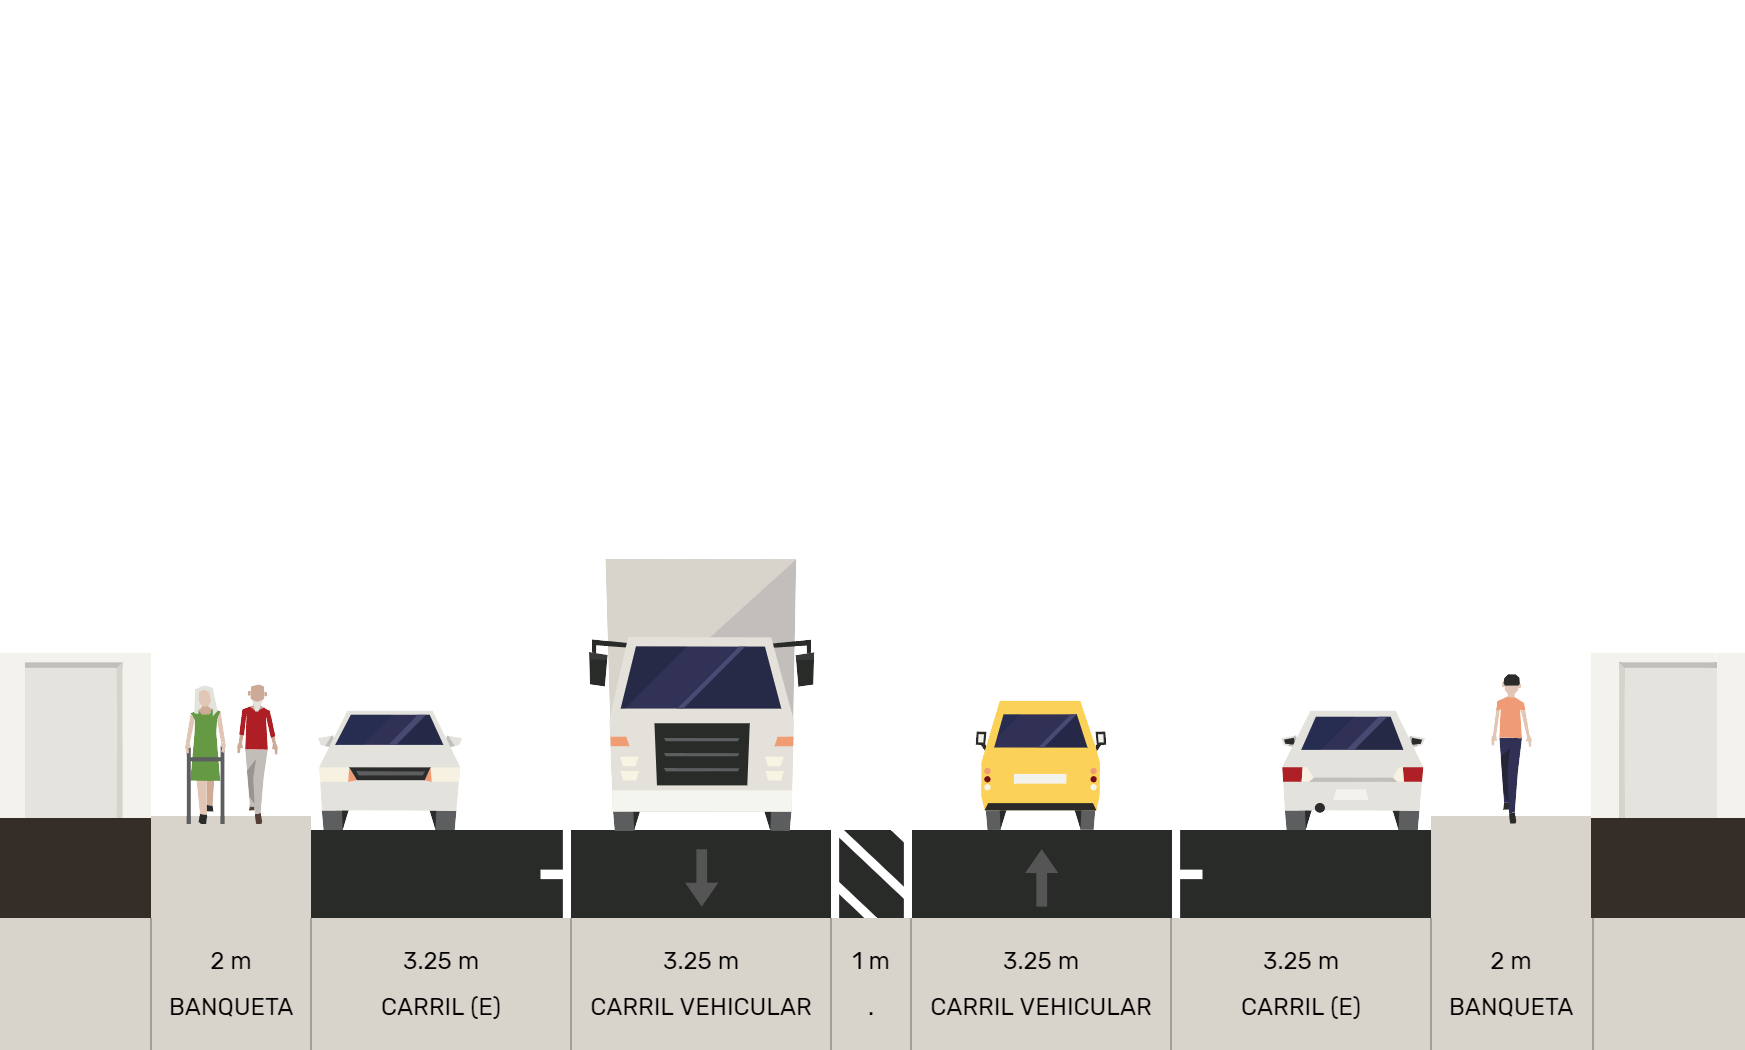 2 m
BANQUETA
3.25 m
CARRIL (E)
3.25 m
CARRIL VEHICULAR
1 m
.
3.25 m
CARRIL VEHICULAR
3.25 m
CARRIL (E)
2 m
BANQUETA